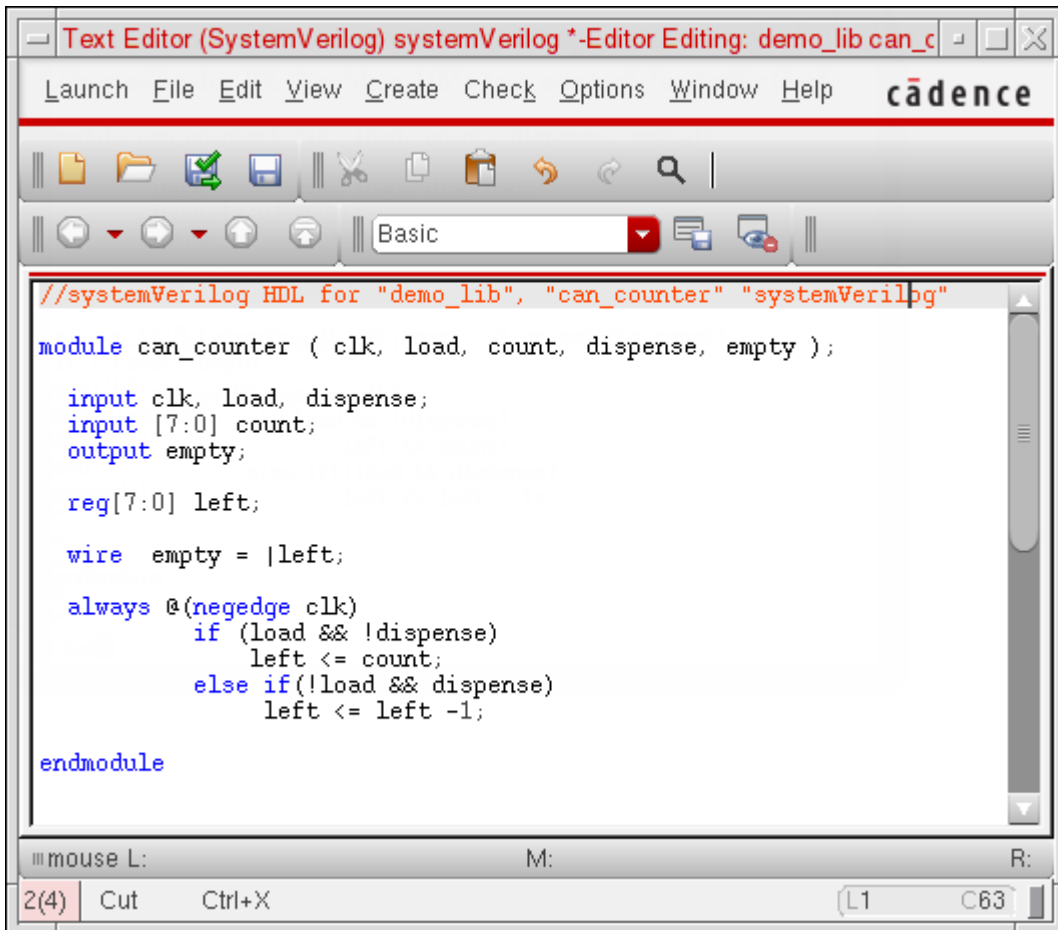 Text Editor (SystemVerilog) systemVerilog *-Editor Editing: demo_lib can_c
Launch File Edit View Create Check Options Window Help cādence
Basic
//systemVerilog HDL for "demo_lib", "can_counter" "systemVerilog"
module can_counter ( clk, load, count, dispense, empty );
input clk, load, dispense;
input [7:0] count;
output empty;
reg[7:0] left;
wire  empty = |left;
always @(negedge clk)
if (load && !dispense)
left <= count;
else if(!load && dispense)
left <= left -1;
endmodule
mouse L: M: R:
2(4) Cut Ctrl+X L1 C63